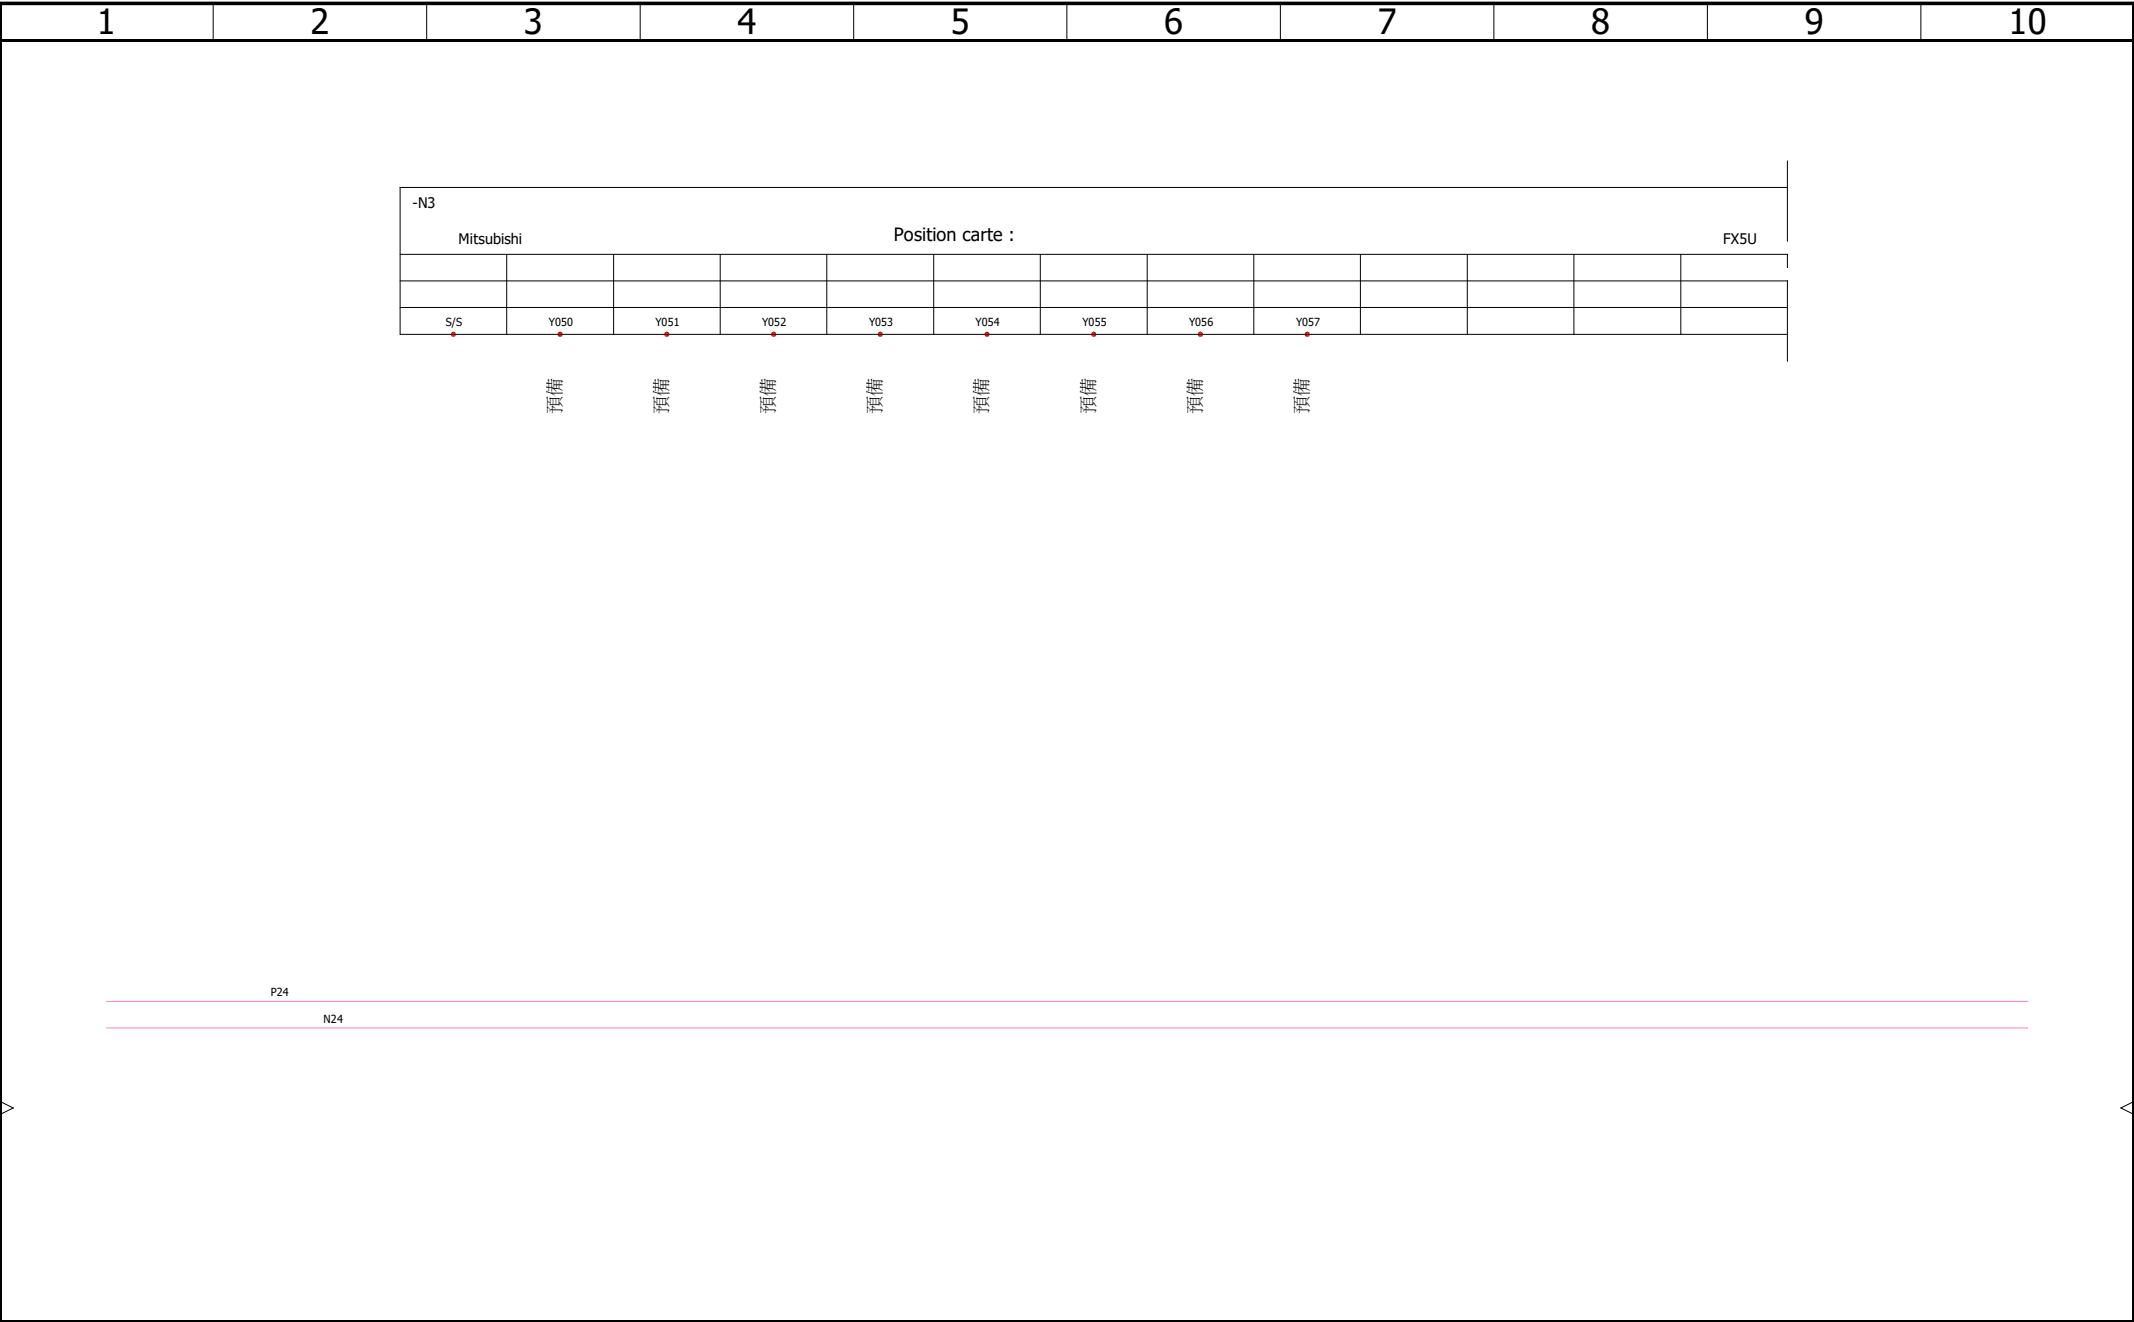 1 2 3 4 5 6 7 8 9 10
-N3
Mitsubishi Position carte : FX5U
S/S Y050 Y051 Y052 Y053 Y054 Y055 Y056 Y057
預備 預備 預備 預備 預備 預備 預備 預備
P24
N24